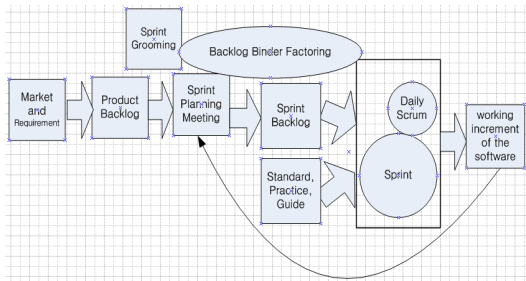 Sprint
Grooming
Backlog Binder Factoring
Market
and
Requirement
Product
Backlog
Sprint
Planning
Meeting
Sprint
Backlog
Standard,
Practice,
Guide
Daily
Scrum
Sprint
working
increment
of the
software